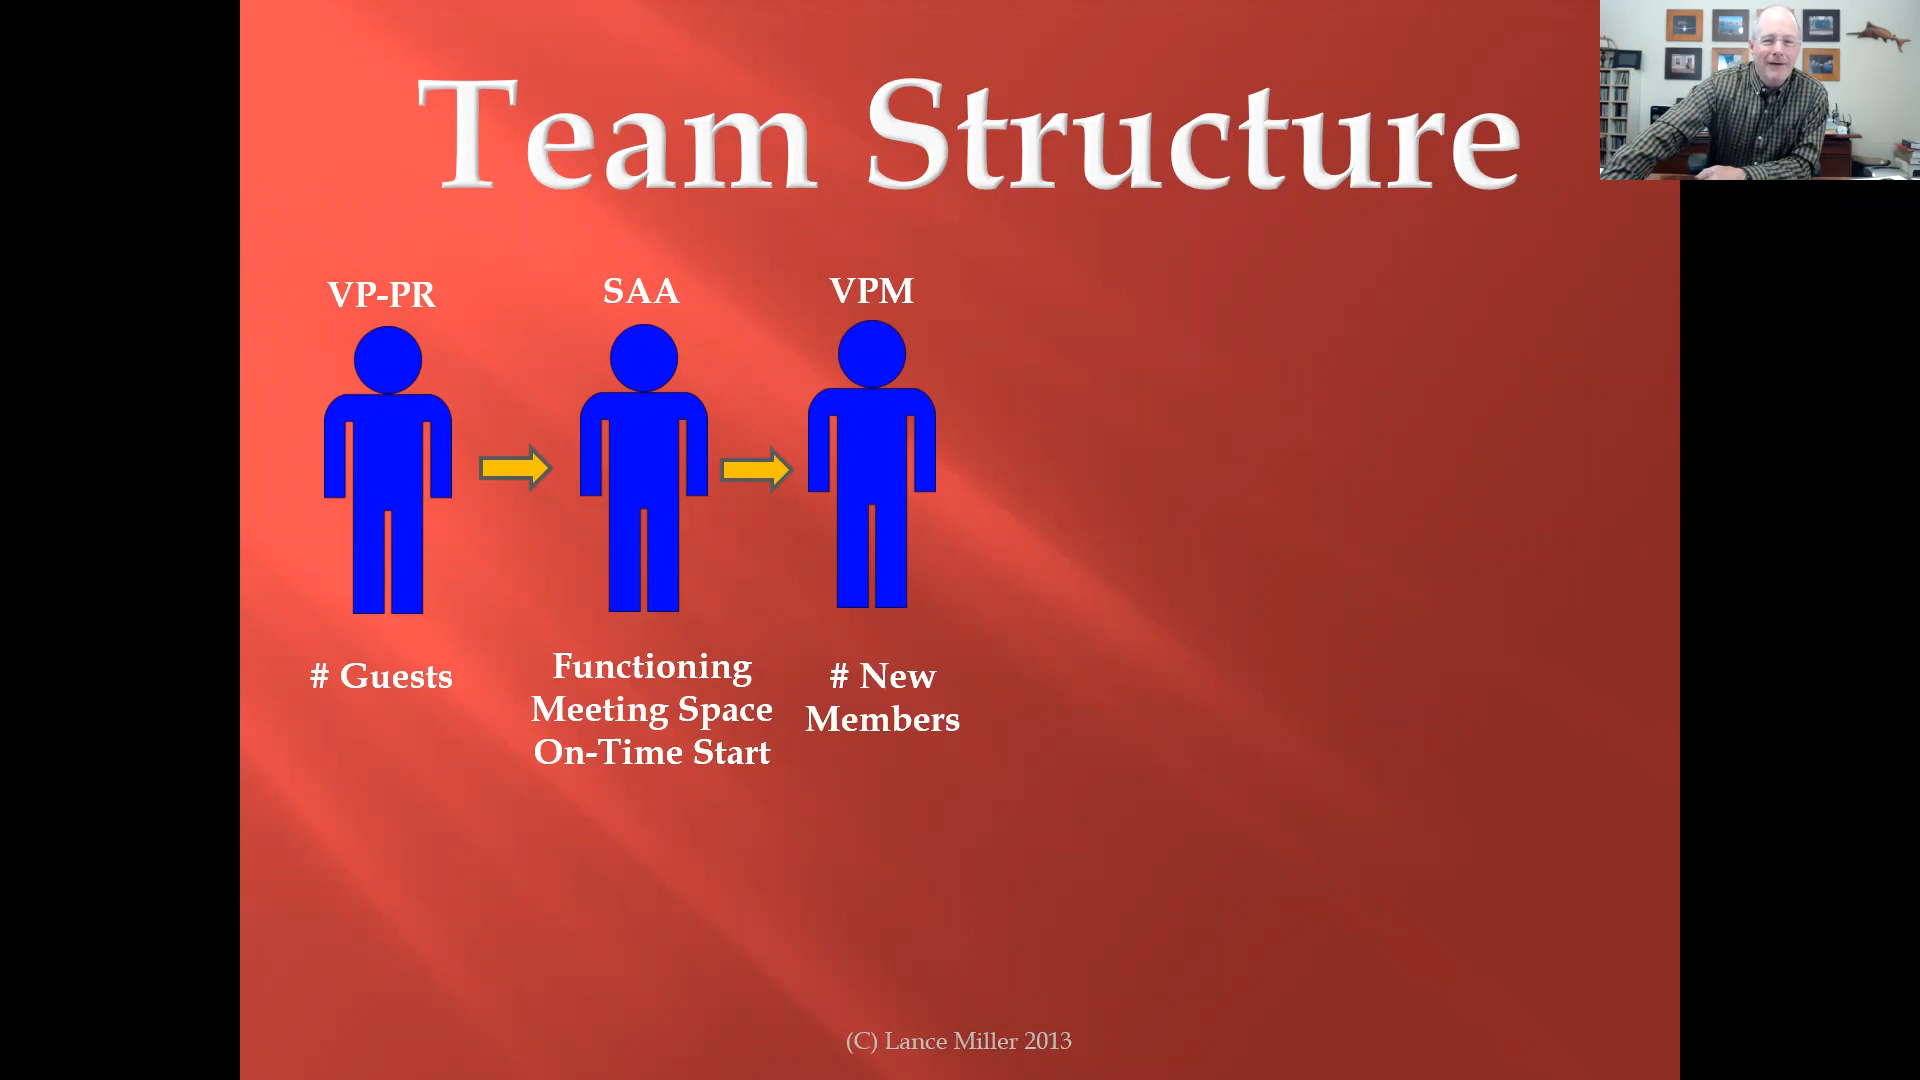 Team Structure
VP-PR
SAA
VPM
# Guests
Functioning
Meeting Space
On-Time Start
# New
Members
(C) Lance Miller 2013